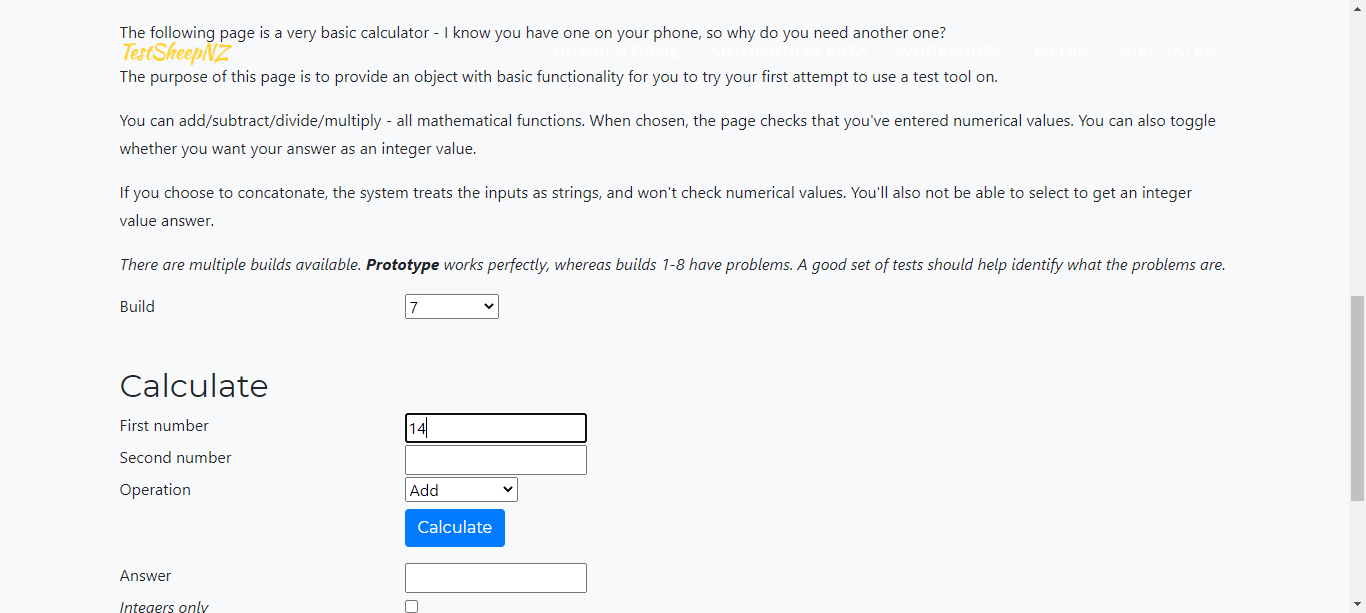 The following page is a very basic calculator - I know you have one on your phone, so why do you need another one?
TestSheepNZ NUMBER GAME AUTOMATION DATA WORKSHOPS MEDIA MIKE TALKS
The purpose of this page is to provide an object with basic functionality for you to try your first attempt to use a test tool on.
You can add/subtract/divide/multiply - all mathematical functions. When chosen, the page checks that you've entered numerical values. You can also toggle
whether you want your answer as an integer value.
If you choose to concatonate, the system treats the inputs as strings, and won't check numerical values. You'll also not be able to select to get an integer
value answer.
There are multiple builds available. Prototype works perfectly, whereas builds 1-8 have problems. A good set of tests should help identify what the problems are.
Build 7
Calculate
First number 14
Second number
Operation Add
Calculate
Answer
Integers only